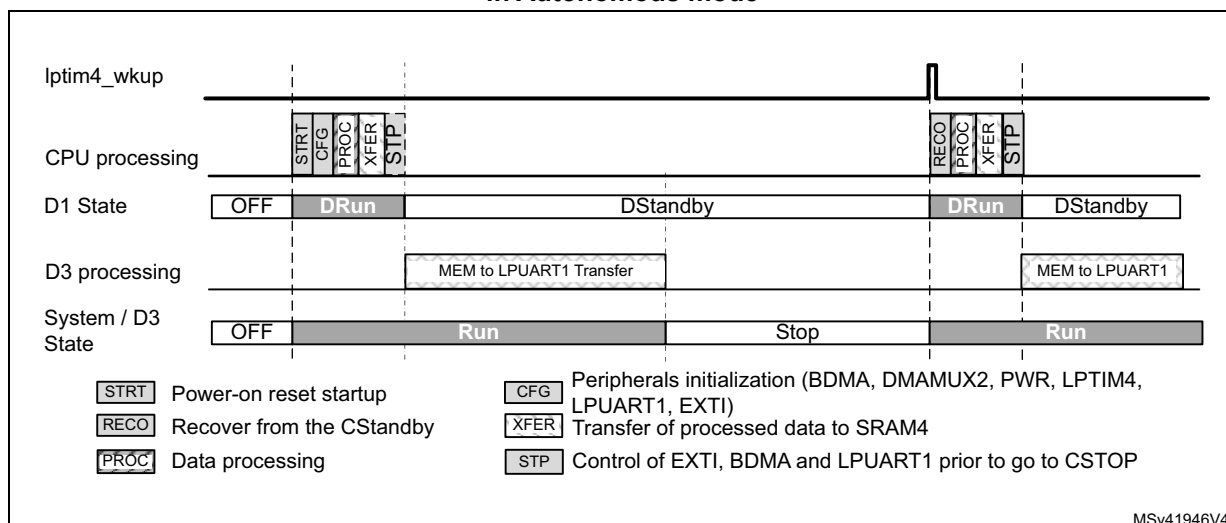 lptim4_wkup
CPU processing
STRT
CFG
PROC
XFER
STP
RECO
PROC
XFER
STP
D1 State
OFF
DRun
DStandby
DRun
DStandby
D3 processing
MEM to LPUART1 Transfer
MEM to LPUART1
System / D3
State
OFF
Run
Stop
Run
STRT Power-on reset startup
RECO Recover from the CStandby
PROC Data processing
CFG Peripherals initialization (BDMA, DMAMUX2, PWR, LPTIM4,
LPUART1, EXTI)
XFER Transfer of processed data to SRAM4
STP Control of EXTI, BDMA and LPUART1 prior to go to CSTOP
MSv41946V4